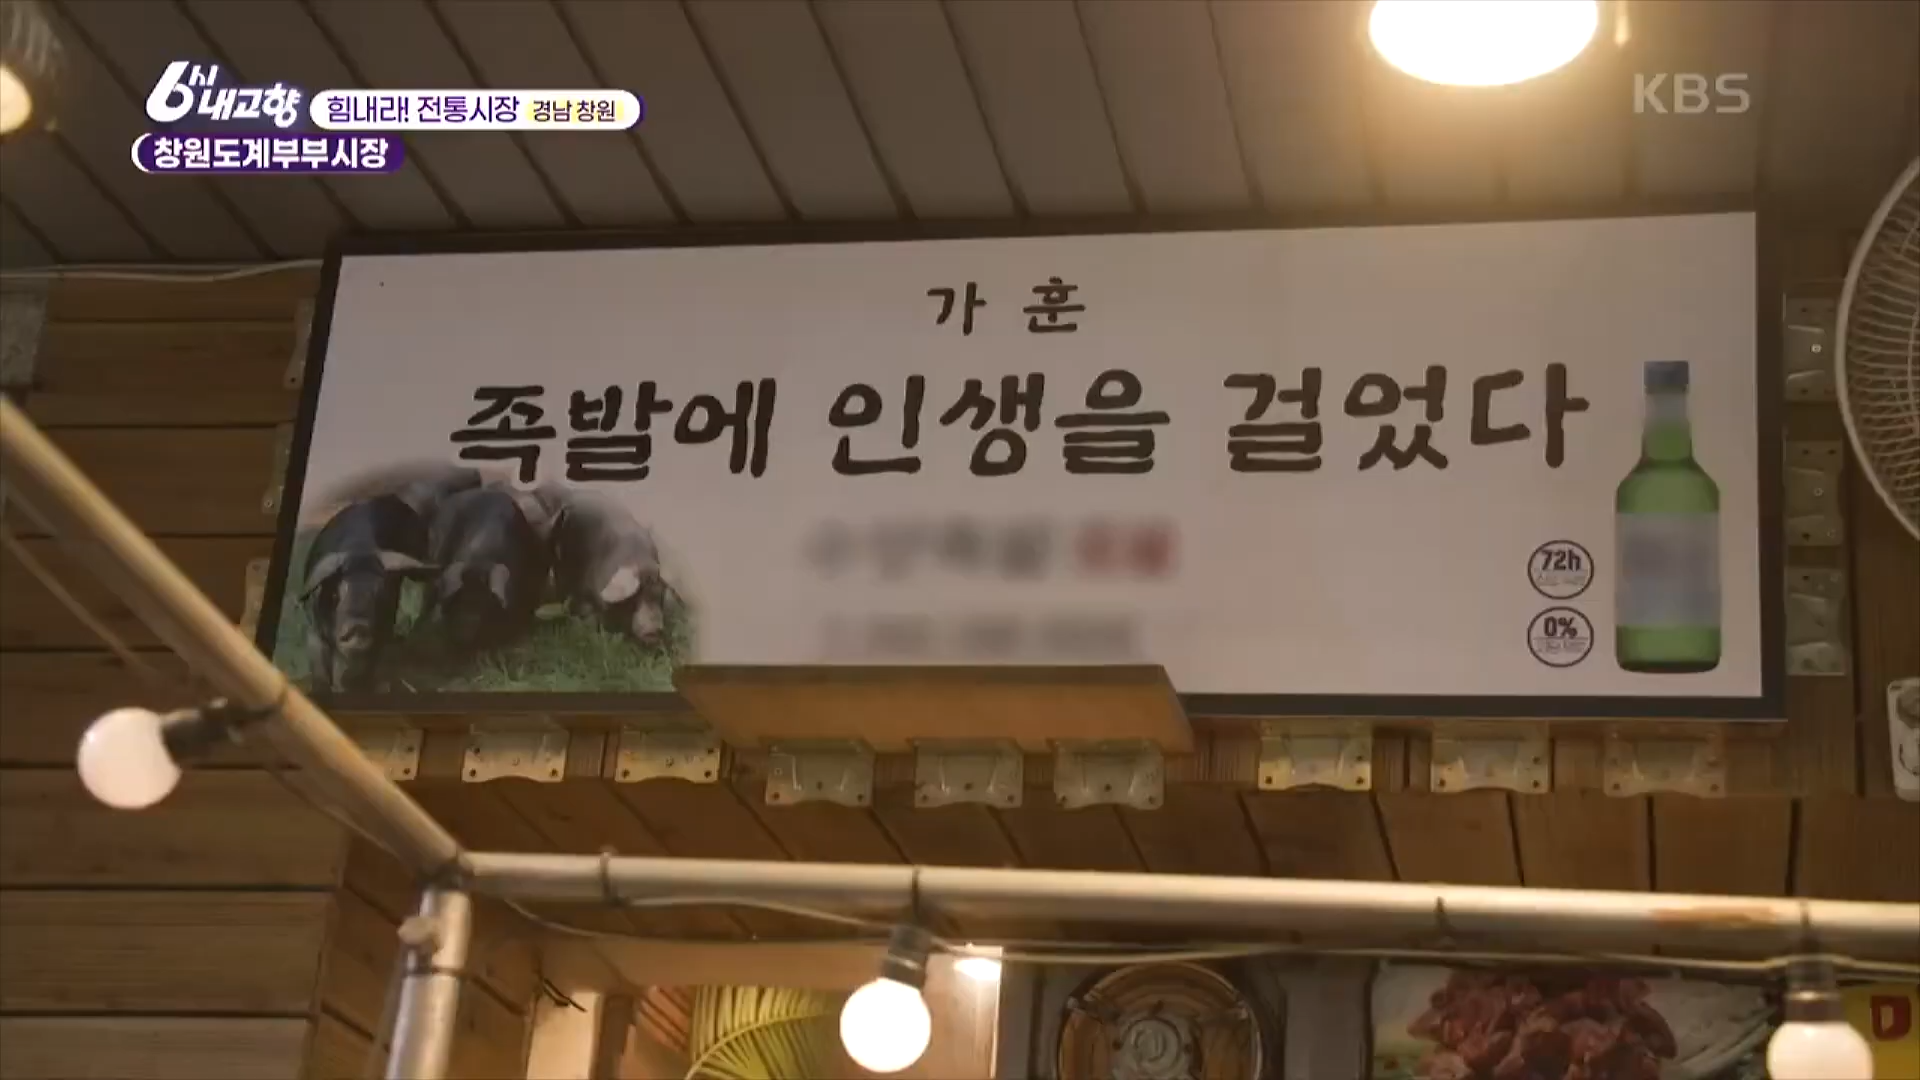 6시 내고향 힘내라! 전통시장 경남 창원
KBS
창원도계부부시장
가 훈
족발에 인생을 걸었다
72h
0%
D